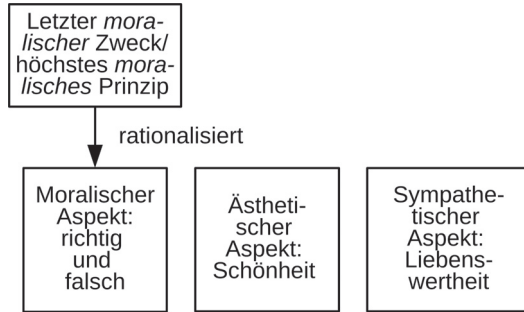 Letzter mora-
lischer Zweck/
höchstes mora-
lisches Prinzip
rationalisiert
Moralischer
Aspekt:
richtig
und
falsch
Ästheti-
scher
Aspekt:
Schönheit
Sympathe-
tischer
Aspekt:
Liebens-
wertheit